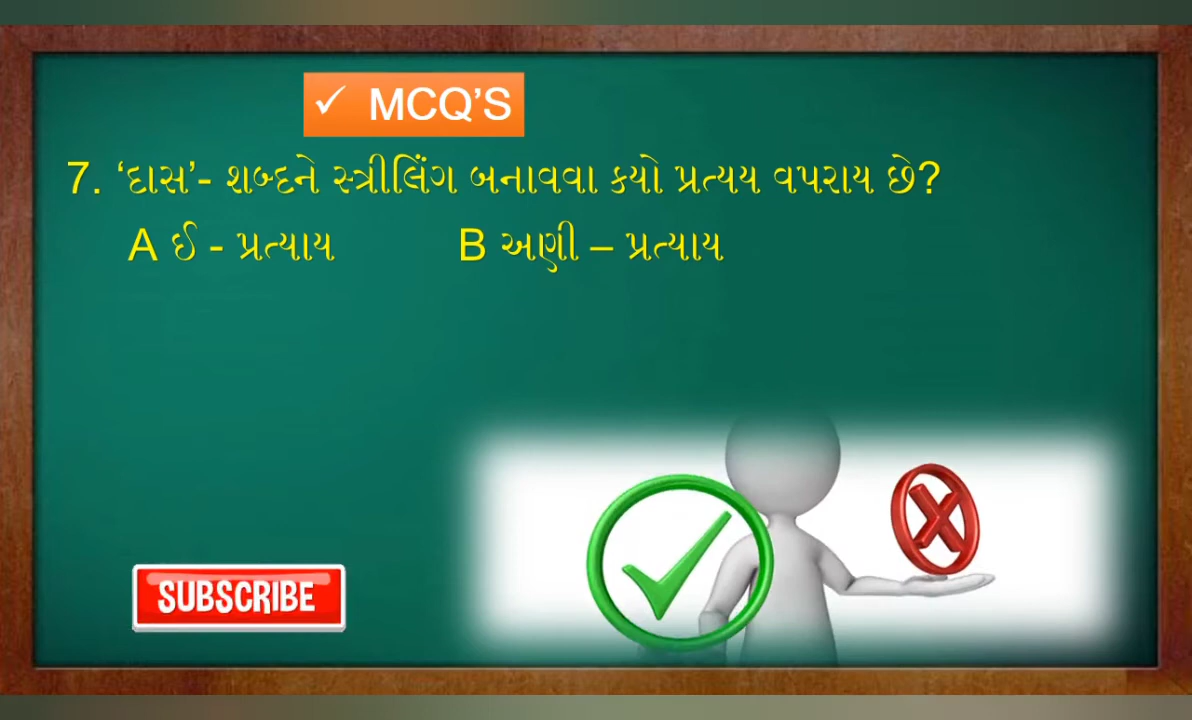 ✓ MCQ’S
7. ‘દાસ’- શબ્દને સ્ત્રીલિંગ બનાવવા કયો પ્રત્યય વપરાય છે?
A ઈ - પ્રત્યાય B અણી – પ્રત્યાય
SUBSCRIBE